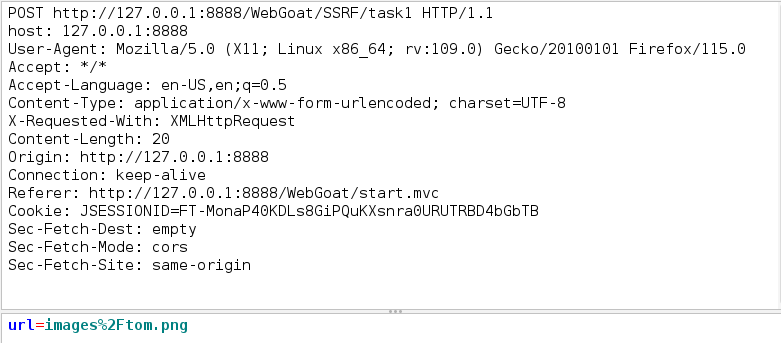 POST http://127.0.0.1:8888/WebGoat/SSRF/task1 HTTP/1.1
host: 127.0.0.1:8888
User-Agent: Mozilla/5.0 (X11; Linux x86_64; rv:109.0) Gecko/20100101 Firefox/115.0
Accept: */*
Accept-Language: en-US,en;q=0.5
Content-Type: application/x-www-form-urlencoded; charset=UTF-8
X-Requested-With: XMLHttpRequest
Content-Length: 20
Origin: http://127.0.0.1:8888
Connection: keep-alive
Referer: http://127.0.0.1:8888/WebGoat/start.mvc
Cookie: JSESSIONID=FT-MonaP40KDLs8GiPQuKXsnra0URUTRBD4bGbTB
Sec-Fetch-Dest: empty
Sec-Fetch-Mode: cors
Sec-Fetch-Site: same-origin
url=images%2Ftom.png